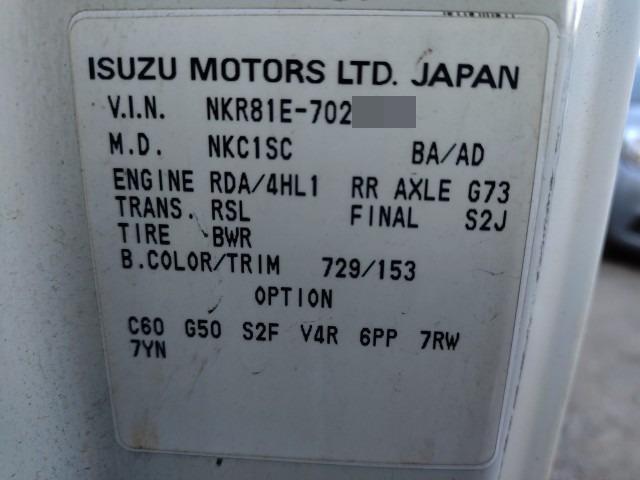 ISUZU MOTORS LTD. JAPAN
V.I.N. NKR81E-702
M.D. NKC1SC BA/AD
ENGINE RDA/4HL1 RR AXLE G73
TRANS. RSL FINAL S2J
TIRE BWR
B.COLOR/TRIM 729/153
OPTION
C60 G50 S2F V4R 6PP 7RW
7YN